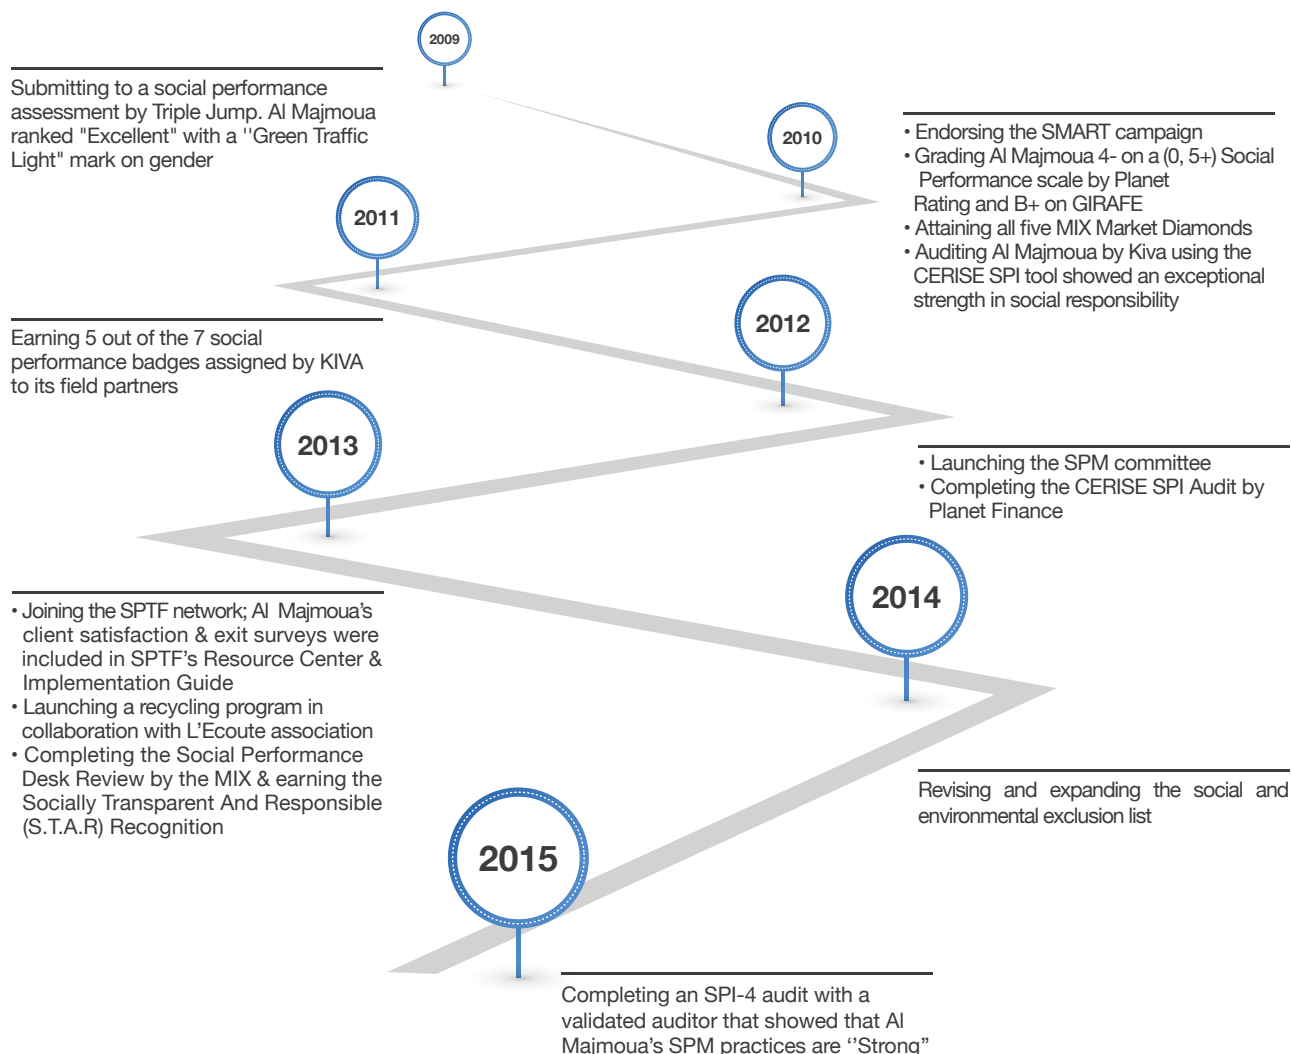 2009
Submitting to a social performance
assessment by Triple Jump. Al Majmoua
ranked "Excellent" with a ''Green Traffic
Light" mark on gender
2010
• Endorsing the SMART campaign
• Grading Al Majmoua 4- on a (0, 5+) Social
Performance scale by Planet
Rating and B+ on GIRAFE
• Attaining all five MIX Market Diamonds
• Auditing Al Majmoua by Kiva using the
CERISE SPI tool showed an exceptional
strength in social responsibility
2011
Earning 5 out of the 7 social
performance badges assigned by KIVA
to its field partners
2012
• Launching the SPM committee
• Completing the CERISE SPI Audit by
Planet Finance
2013
• Joining the SPTF network; Al Majmoua’s
client satisfaction & exit surveys were
included in SPTF’s Resource Center &
Implementation Guide
• Launching a recycling program in
collaboration with L’Ecoute association
• Completing the Social Performance
Desk Review by the MIX & earning the
Socially Transparent And Responsible
(S.T.A.R) Recognition
2014
Revising and expanding the social and
environmental exclusion list
2015
Completing an SPI-4 audit with a
validated auditor that showed that Al
Majmoua’s SPM practices are ‘’Strong”